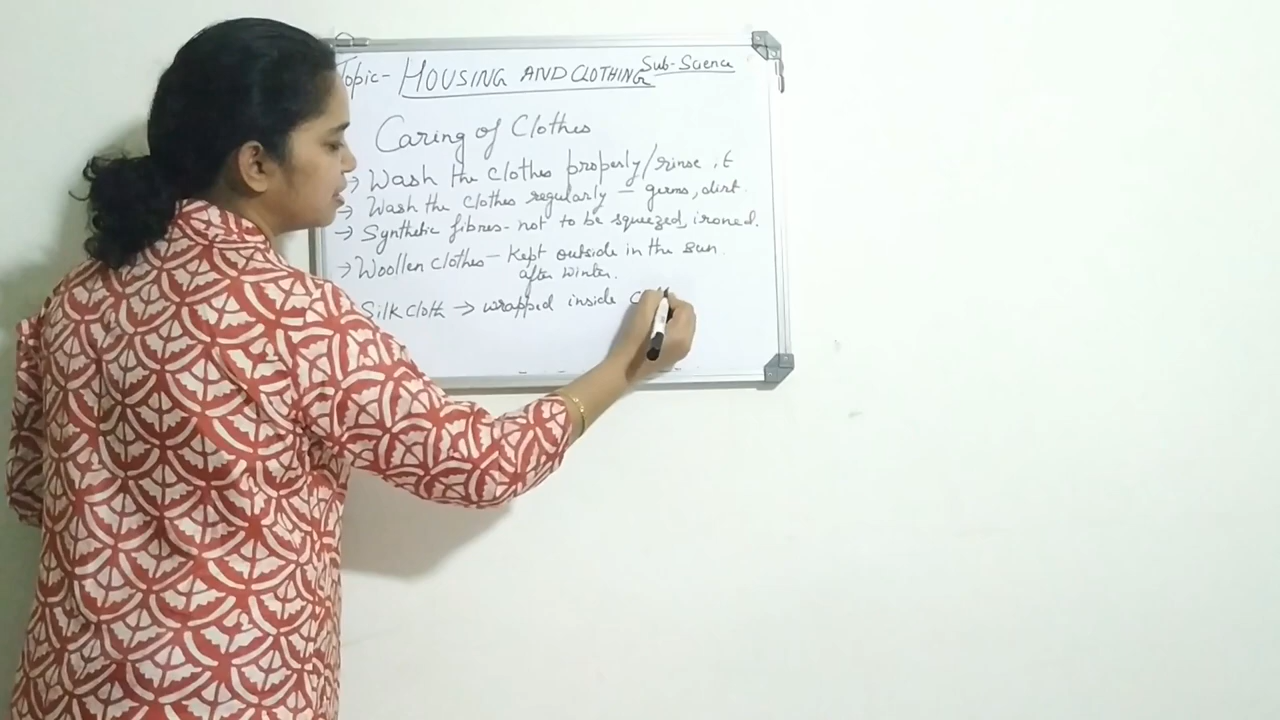 Topic- HOUSING AND CLOTHING Sub-Science
Caring of Clothes
→ Wash the clothes properly/rinse, t
→ Wash the clothes regularly - germs, dirt.
→ Synthetic fibres- not to be squeezed, ironed.
→ Woollen clothes - Kept outside in the sun.
after winter.
Silk cloth → wrapped inside